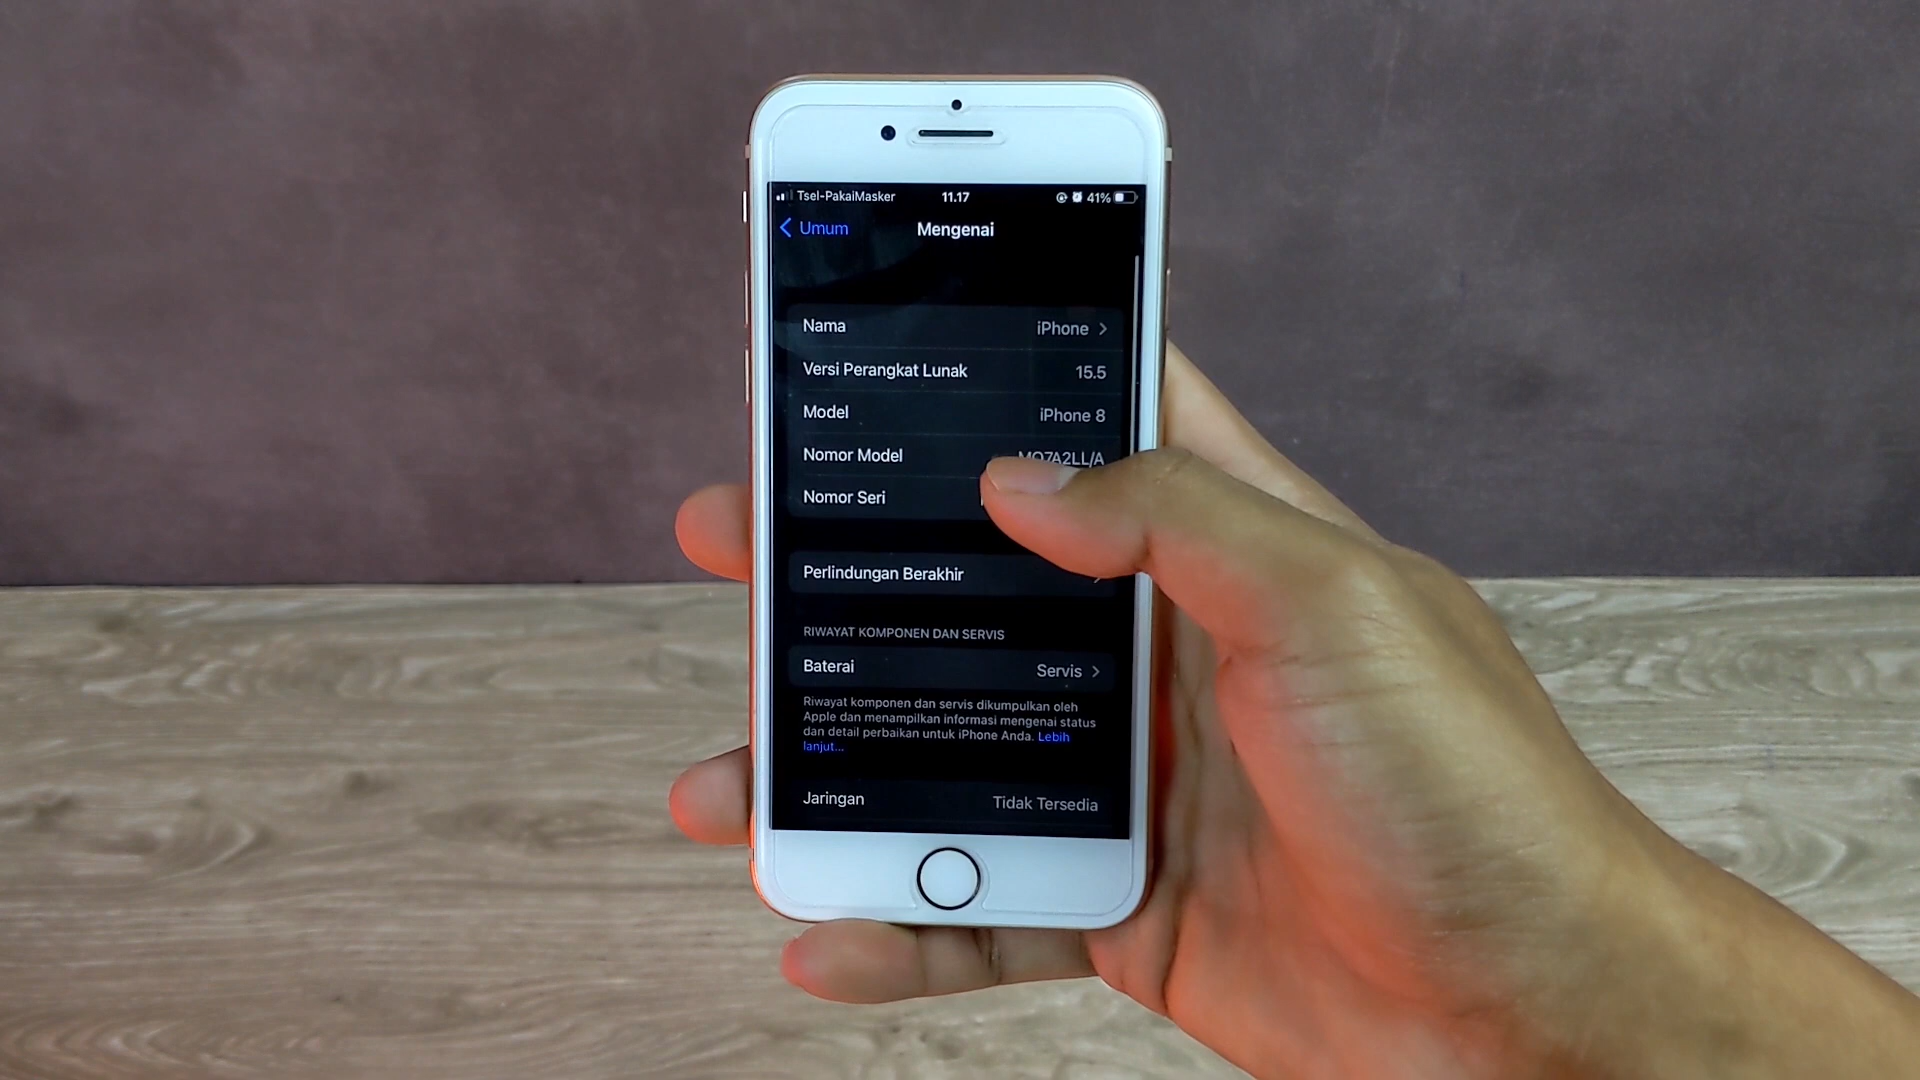 Tsel-PakaiMasker 11.17 41%
Umum Mengenai
Nama iPhone
Versi Perangkat Lunak 15.5
Model iPhone 8
Nomor Model MQ7A2LL/A
Nomor Seri
Perlindungan Berakhir
RIWAYAT KOMPONEN DAN SERVIS
Baterai Servis
Riwayat komponen dan servis dikumpulkan oleh
Apple dan menampilkan informasi mengenai status
dan detail perbaikan untuk iPhone Anda. Lebih
lanjut...
Jaringan Tidak Tersedia